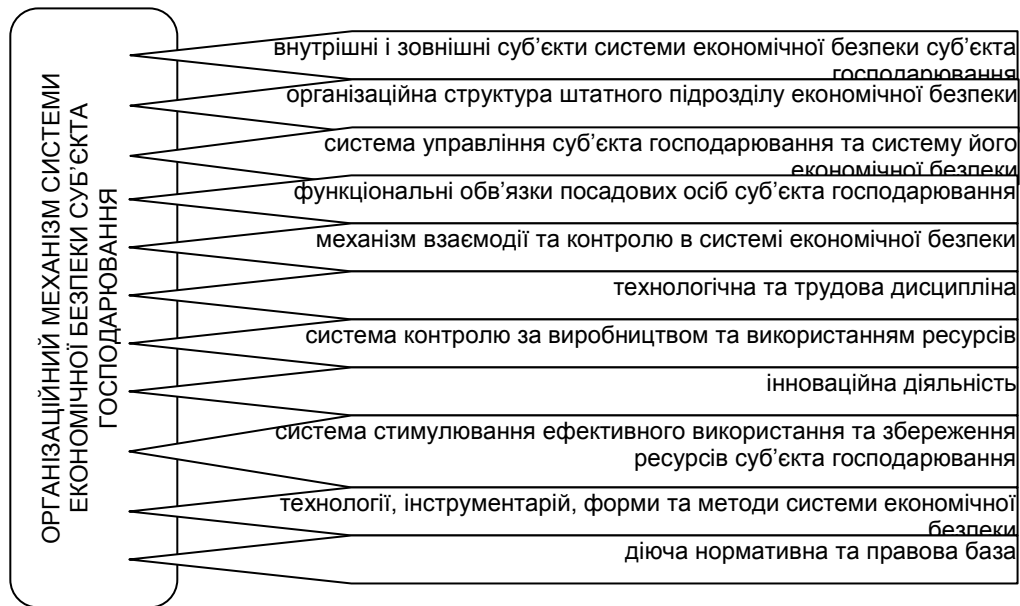 ОРГАНІЗАЦІЙНИЙ МЕХАНІЗМ СИСТЕМИ
ЕКОНОМІЧНОЇ БЕЗПЕКИ СУБ’ЄКТА
ГОСПОДАРЮВАННЯ
внутрішні і зовнішні суб’єкти системи економічної безпеки суб’єкта
господарювання
організаційна структура штатного підрозділу економічної безпеки
система управління суб’єкта господарювання та систему його
економічної безпеки
функціональні обв’язки посадових осіб суб’єкта господарювання
механізм взаємодії та контролю в системі економічної безпеки
технологічна та трудова дисципліна
система контролю за виробництвом та використанням ресурсів
інноваційна діяльність
система стимулювання ефективного використання та збереження
ресурсів суб’єкта господарювання
технології, інструментарій, форми та методи системи економічної
безпеки
діюча нормативна та правова база